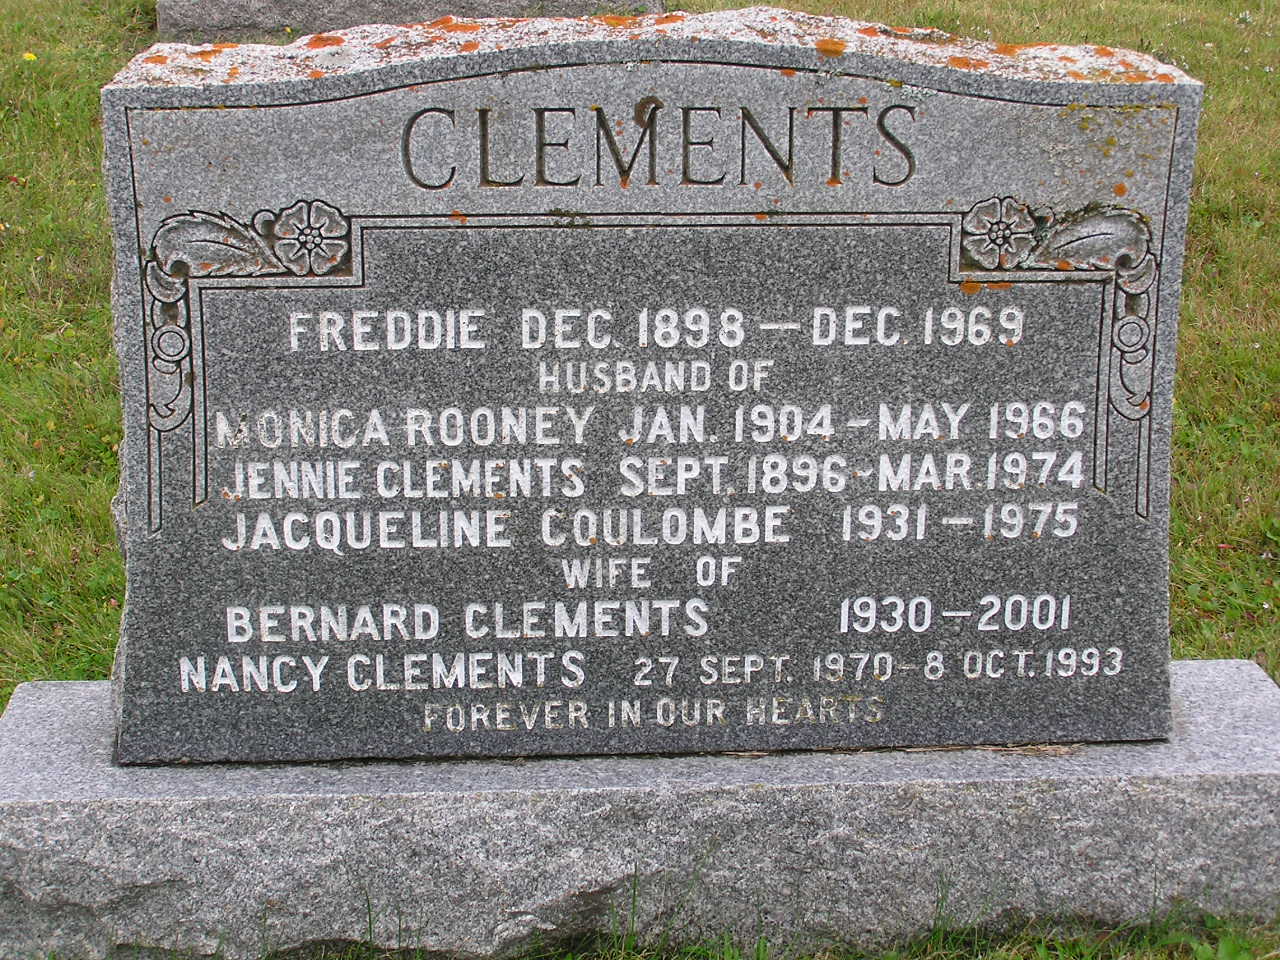 CLEMENTS
FREDDIE DEC. 1898 — DEC. 1969
HUSBAND OF
MONICA ROONEY JAN. 1904 - MAY 1966
JENNIE CLEMENTS SEPT. 1896 - MAR. 1974
JACQUELINE COULOMBE 1931 — 1975
WIFE OF
BERNARD CLEMENTS 1930 — 2001
NANCY CLEMENTS 27 SEPT. 1970 - 8 OCT. 1993
FOREVER IN OUR HEARTS